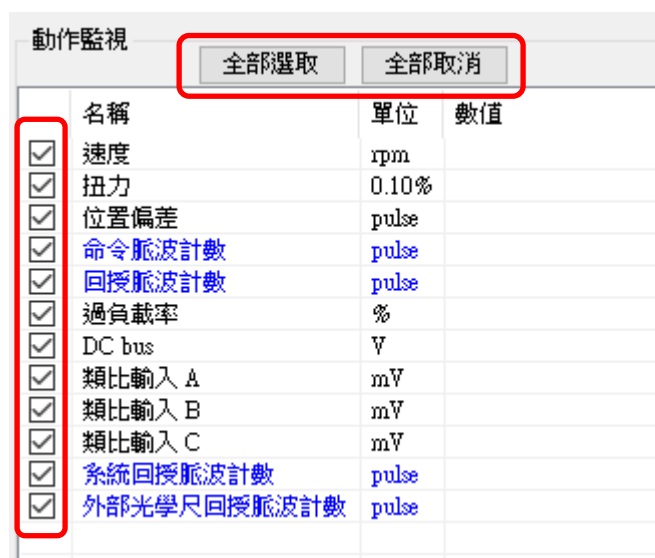 動作監視
全部選取 全部取消
名稱 單位 數值
速度 rpm
扭力 0.10%
位置偏差 pulse
命令脈波計數 pulse
回授脈波計數 pulse
過負載率 %
DC bus V
類比輸入 A mV
類比輸入 B mV
類比輸入 C mV
系統回授脈波計數 pulse
外部光學尺回授脈波計數 pulse